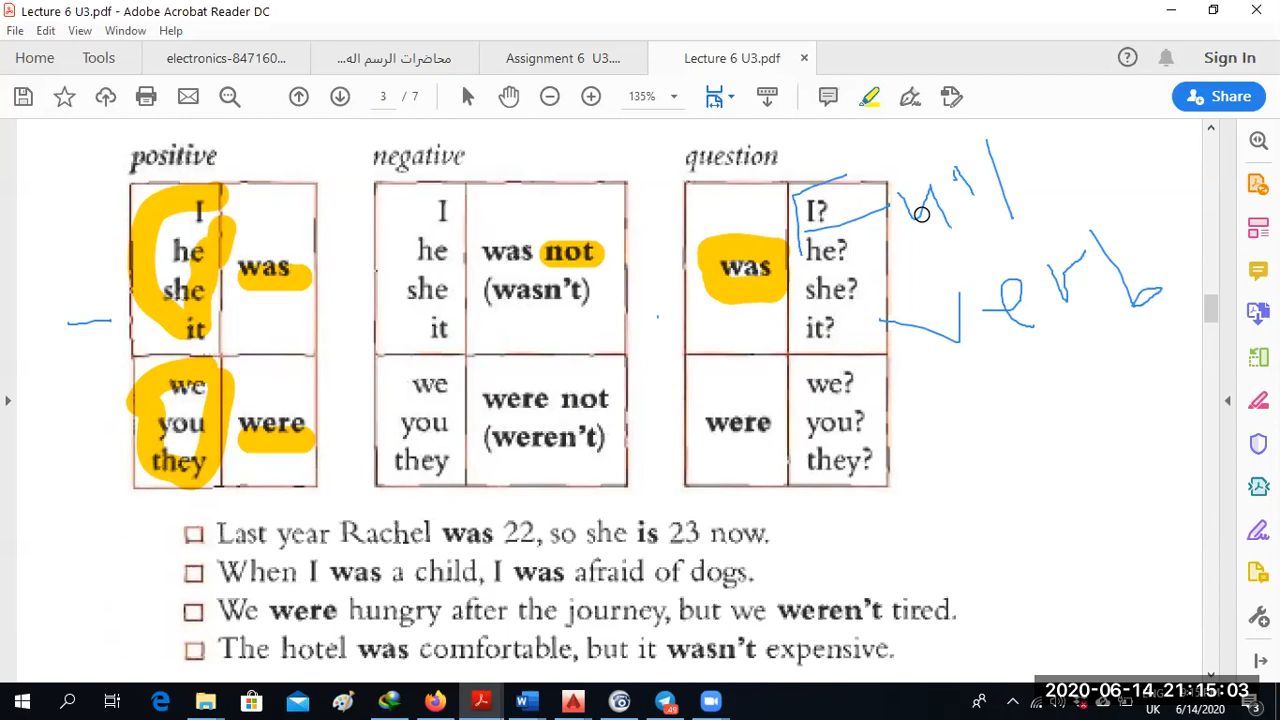 Lecture 6 U3.pdf - Adobe Acrobat Reader DC
File Edit View Window Help
Home Tools electronics-847160... محاضرات الرسم اله... Assignment 6 U3.... Lecture 6 U3.pdf × Sign In
3 / 7 135% Share
positive negative question
I I I?
he was he was not was he?
she she (wasn't) she?
it it it?
verb
we we we?
you were you were not were you?
they they (weren't) they?
Last year Rachel was 22, so she is 23 now.
When I was a child, I was afraid of dogs.
We were hungry after the journey, but we weren't tired.
The hotel was comfortable, but it wasn't expensive.
2020-06-14 21:15:03
UK 6/14/2020